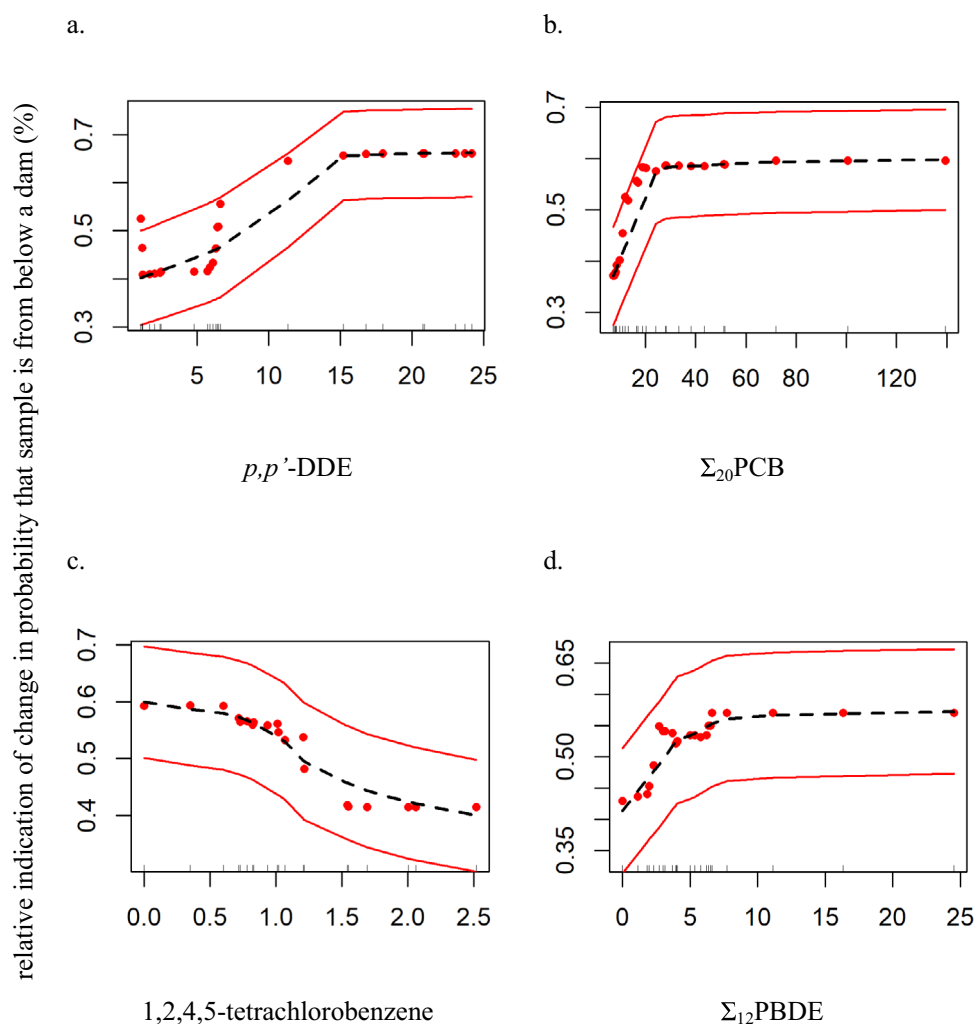 a.
b.
relative indication of change in probability that sample is from below a dam (%)
0.7
0.5
0.3
5 10 15 20 25
p,p’-DDE
0.7
0.5
0.3
20 40 60 80 120
Σ20PCB
c.
d.
0.7
0.6
0.5
0.4
0.0 0.5 1.0 1.5 2.0 2.5
1,2,4,5-tetrachlorobenzene
0.65
0.50
0.35
0 5 10 15 20 25
Σ12PBDE